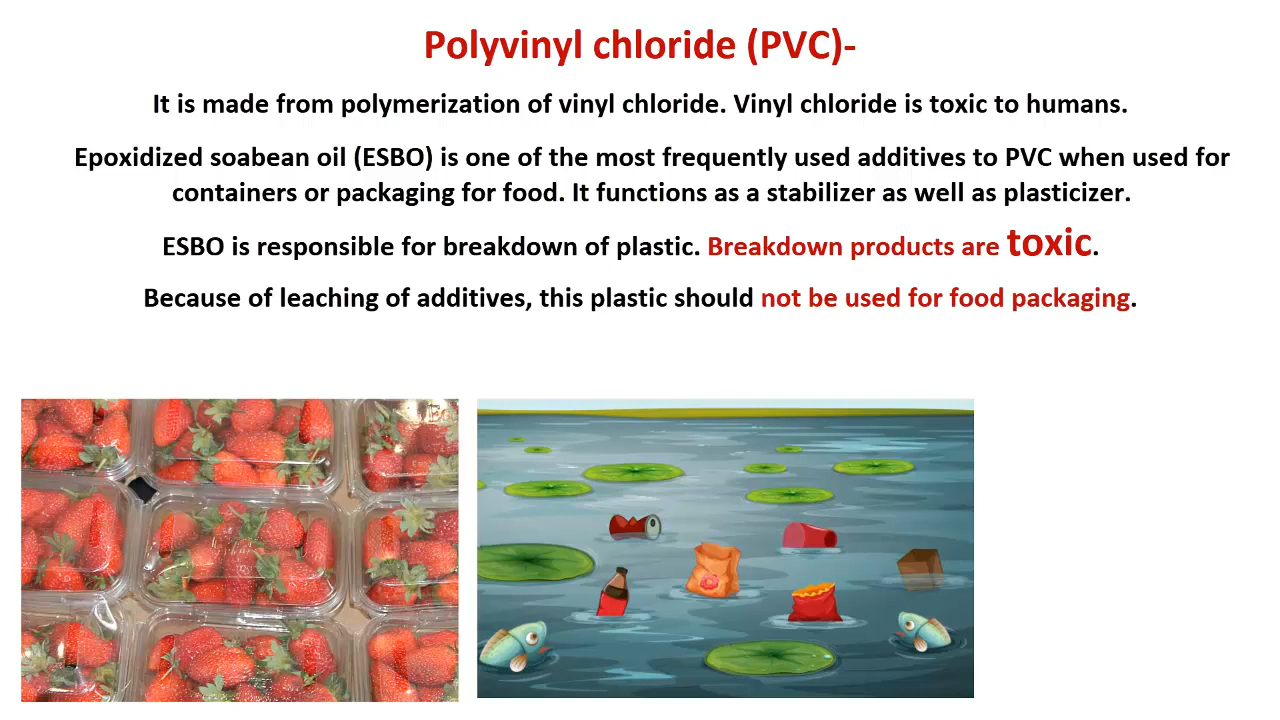 Polyvinyl chloride (PVC)-
It is made from polymerization of vinyl chloride. Vinyl chloride is toxic to humans.
Epoxidized soabean oil (ESBO) is one of the most frequently used additives to PVC when used for
containers or packaging for food. It functions as a stabilizer as well as plasticizer.
ESBO is responsible for breakdown of plastic. Breakdown products are toxic.
Because of leaching of additives, this plastic should not be used for food packaging.